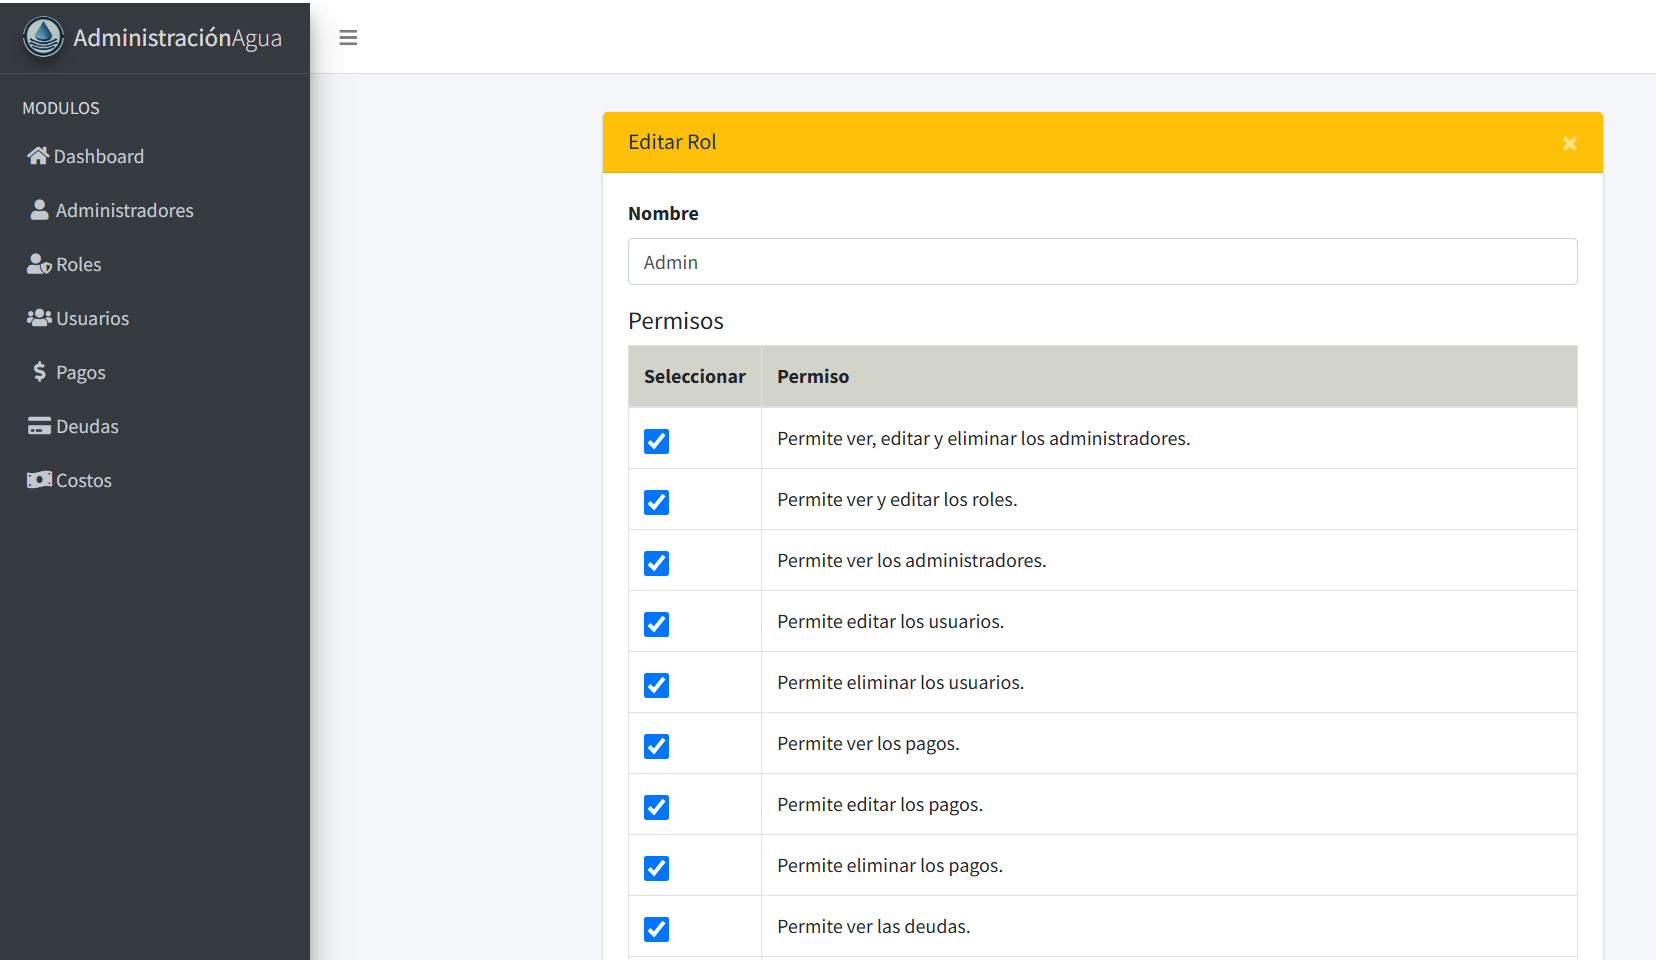 AdministraciónAgua
MODULOS
Dashboard
Administradores
Roles
Usuarios
Pagos
Deudas
Costos
Editar Rol
Nombre
Admin
Permisos
Seleccionar Permiso
Permite ver, editar y eliminar los administradores.
Permite ver y editar los roles.
Permite ver los administradores.
Permite editar los usuarios.
Permite eliminar los usuarios.
Permite ver los pagos.
Permite editar los pagos.
Permite eliminar los pagos.
Permite ver las deudas.